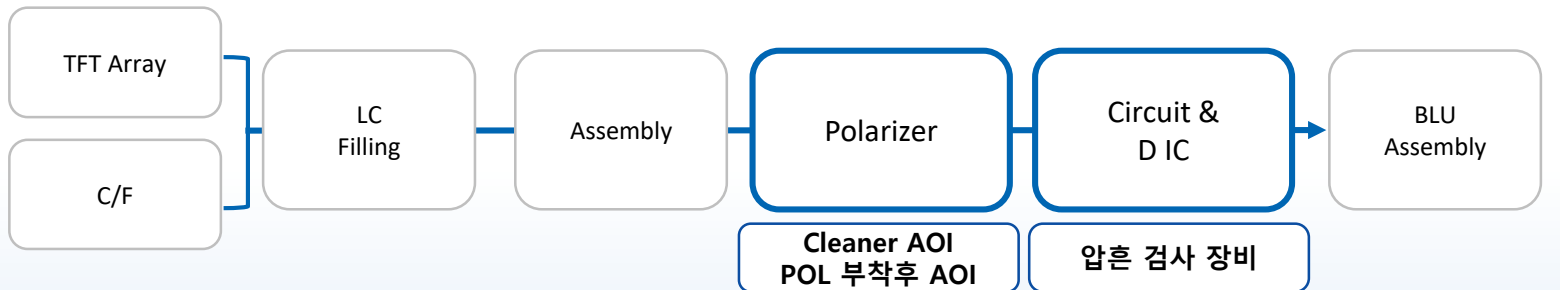 TFT Array
C/F
LC
Filling
Assembly
Polarizer
Circuit &
D IC
BLU
Assembly
Cleaner AOI
POL 부착후 AOI
압흔 검사 장비